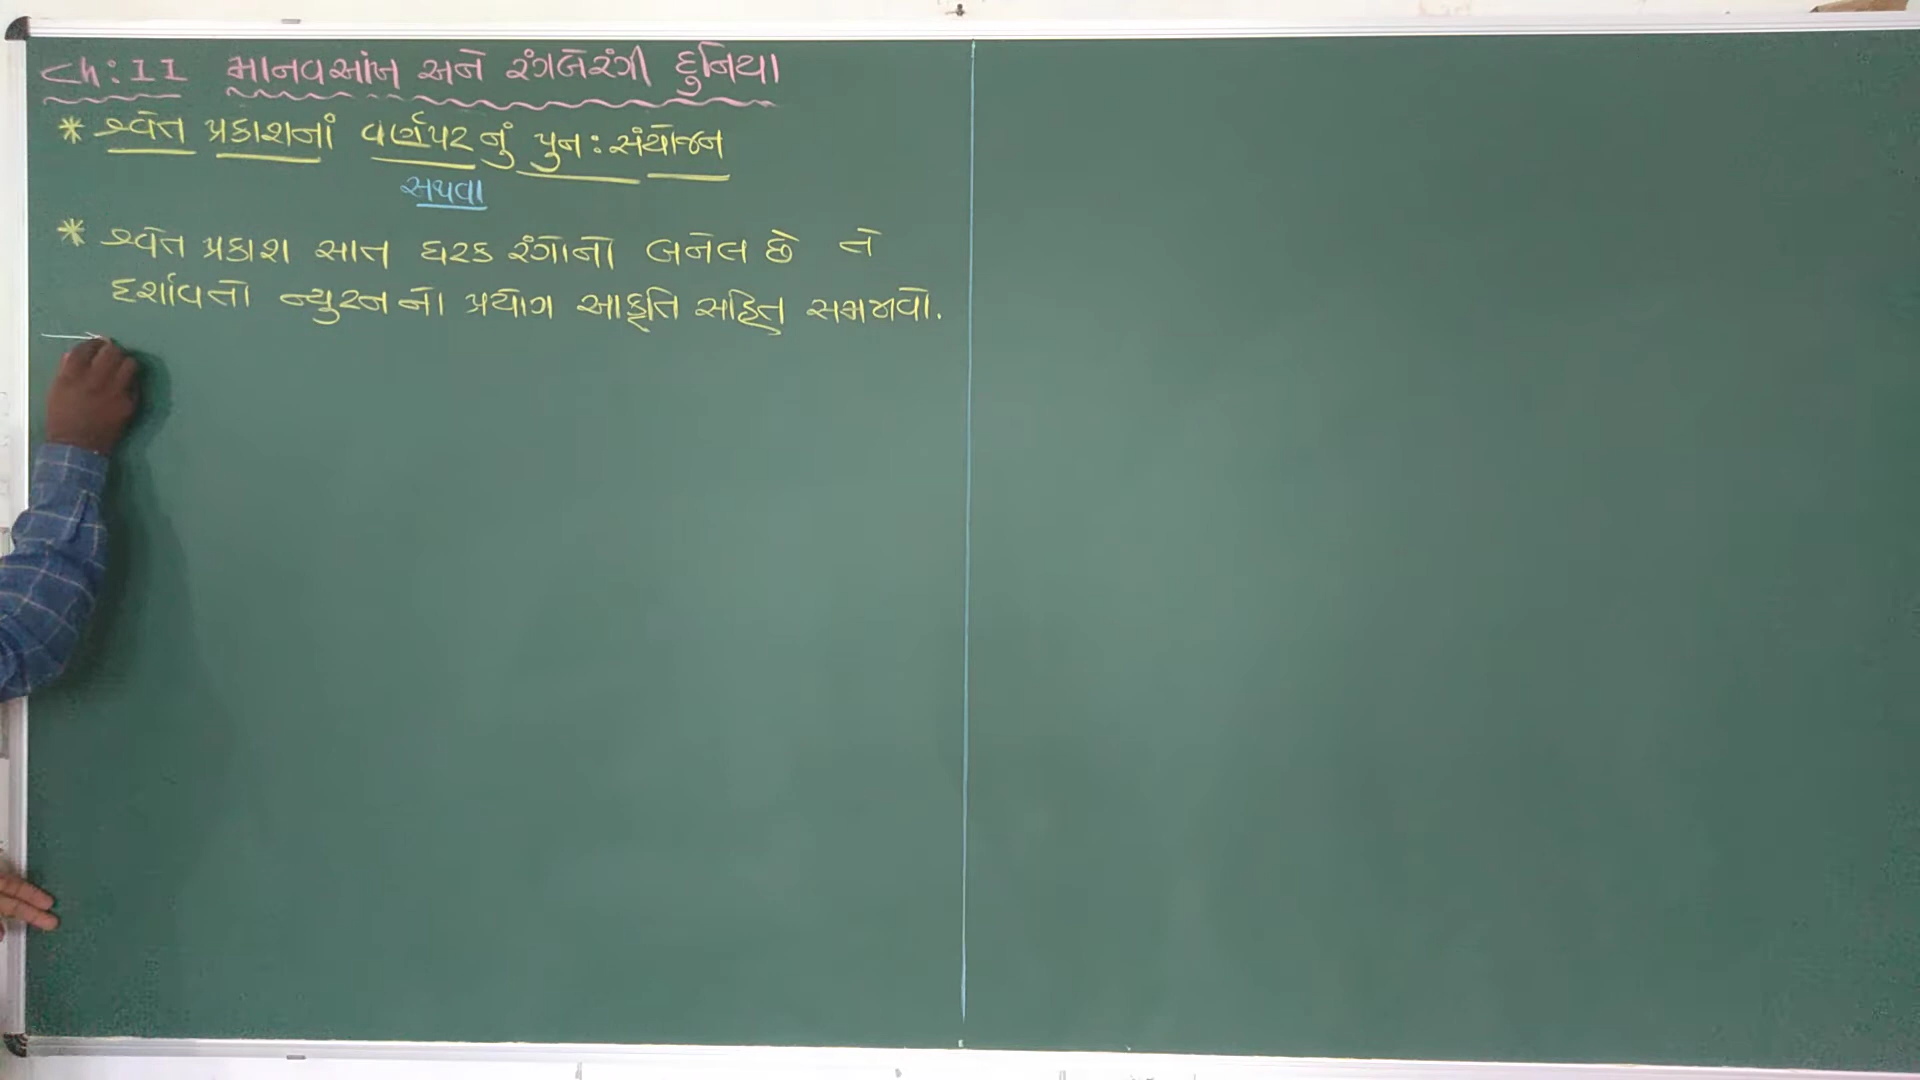 Ch:11 માનવઆંખ અને રંગબેરંગી દુનિયા
* શ્વેત પ્રકાશનાં વર્ણપટનું પુન:સંયોજન
અથવા
* શ્વેત પ્રકાશ સાત ઘટક રંગોનો બનેલ છે તે
દર્શાવતો ન્યુટનનો પ્રયોગ આકૃતિ સહિત સમજાવો.